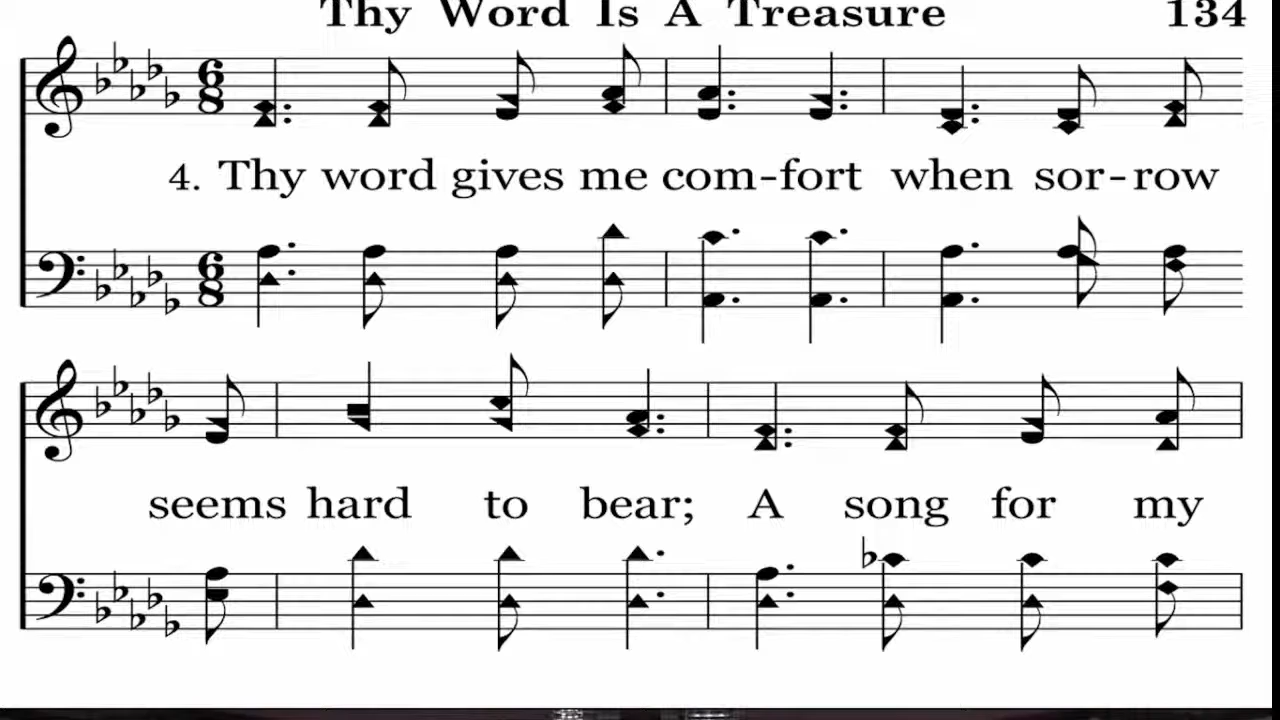 Thy Word Is A Treasure 134
6
8
4. Thy word gives me com-fort when sor-row
6
8
seems hard to bear; A song for my